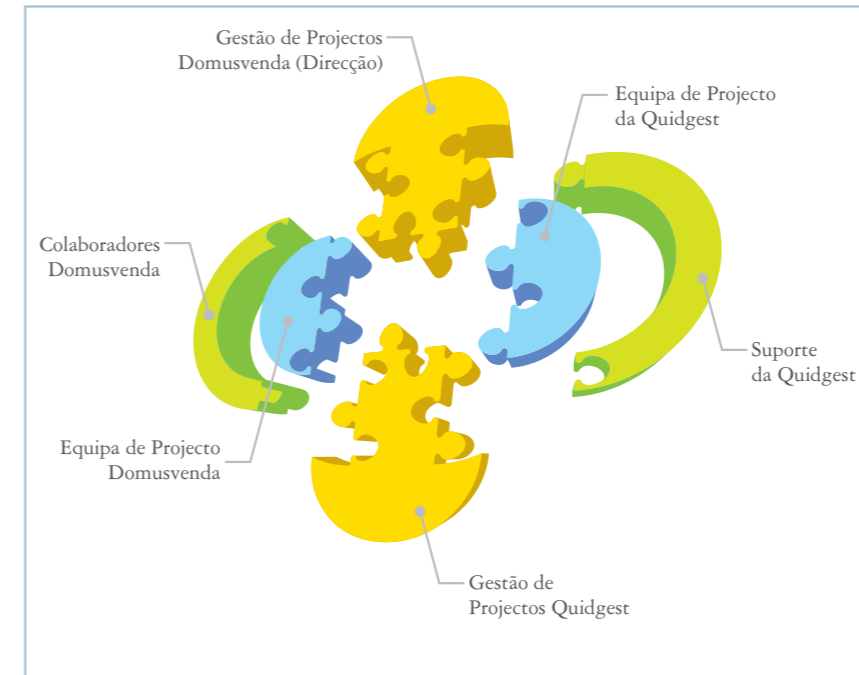 Gestão de Projectos
Domusvenda (Direcção)
Equipa de Projecto
da Quidgest
Colaboradores
Domusvenda
Suporte
da Quidgest
Equipa de Projecto
Domusvenda
Gestão de
Projectos Quidgest